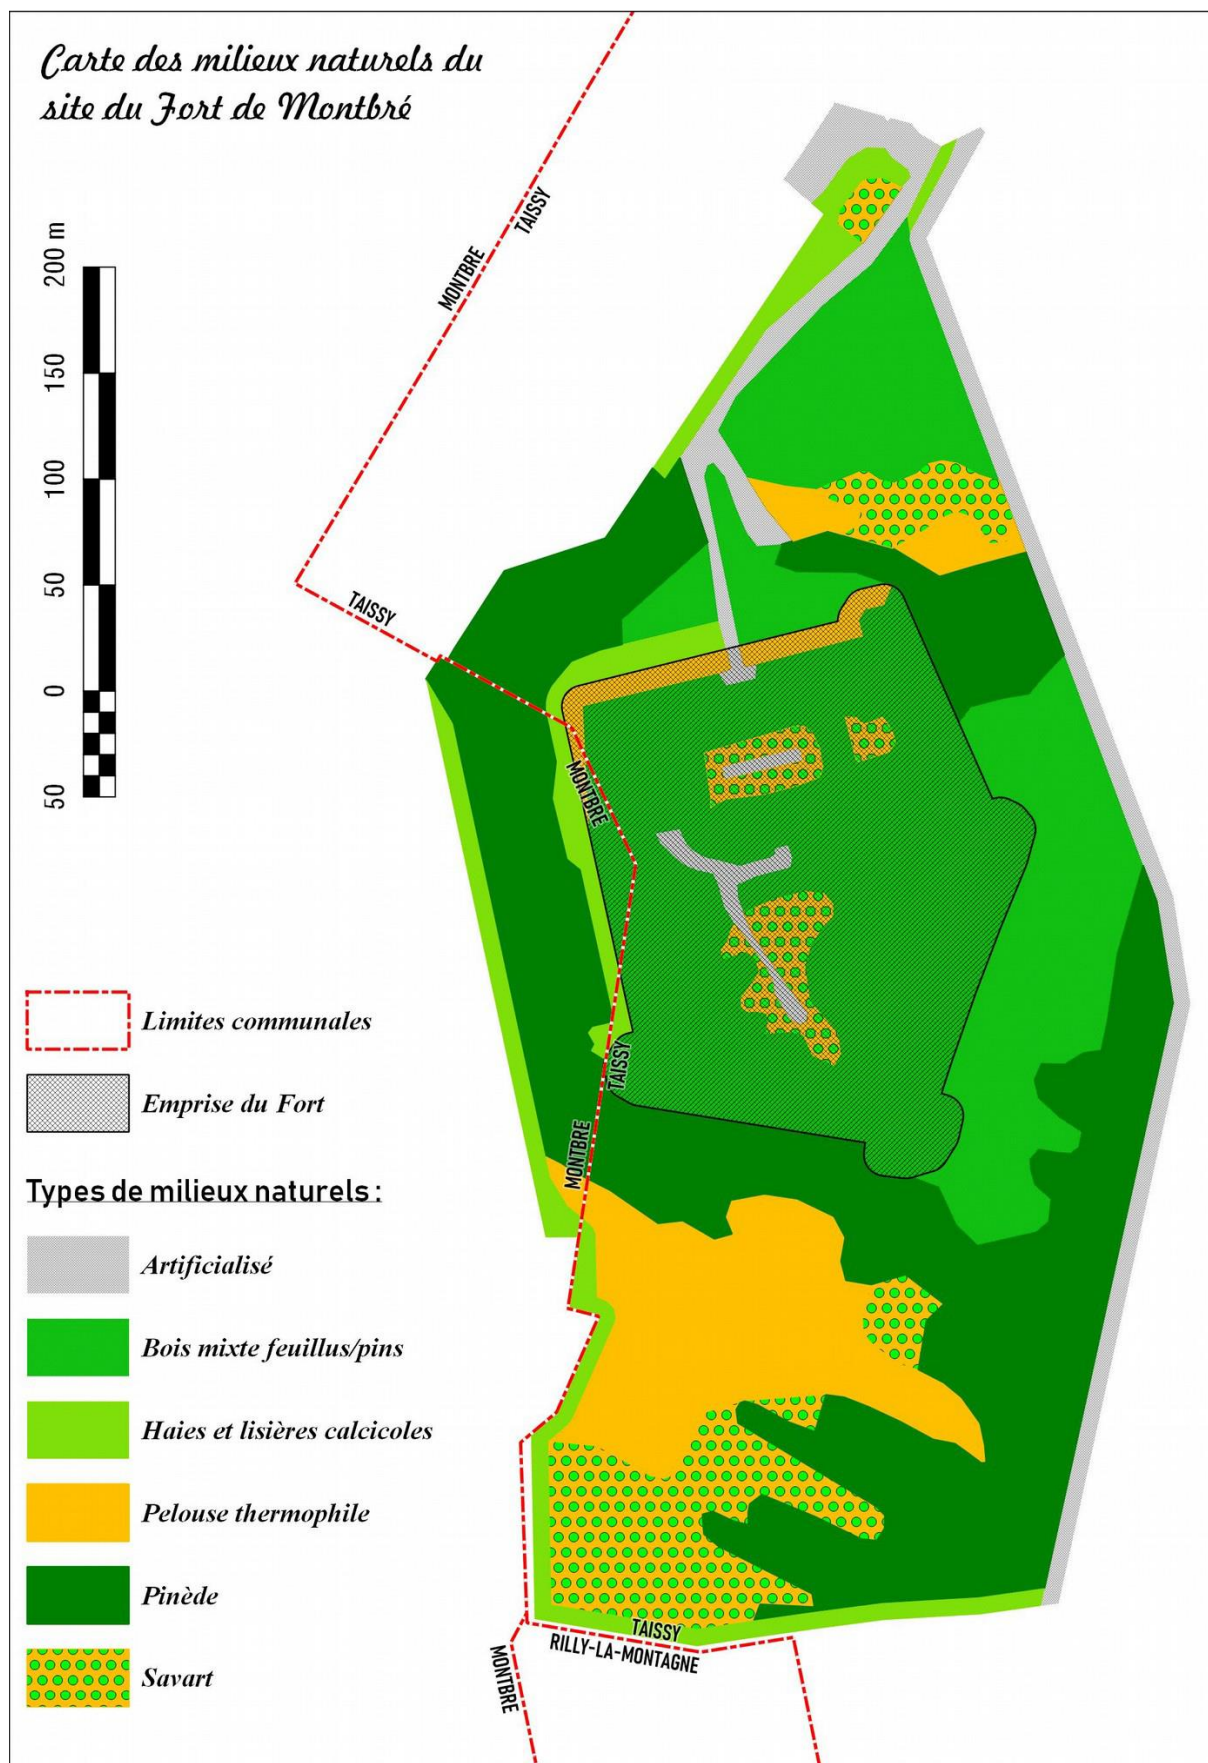 Carte des milieux naturels du
site du Fort de Montbré
MONTBRE
TAISSY
200 m
150
100
50
0
50
TAISSY
MONTBRE
TAISSY
MONTBRE
Limites communales
Emprise du Fort
Types de milieux naturels :
Artificialisé
Bois mixte feuillus/pins
Haies et lisières calcicoles
Pelouse thermophile
Pinède
Savart
TAISSY
RILLY-LA-MONTAGNE
MONTBRE